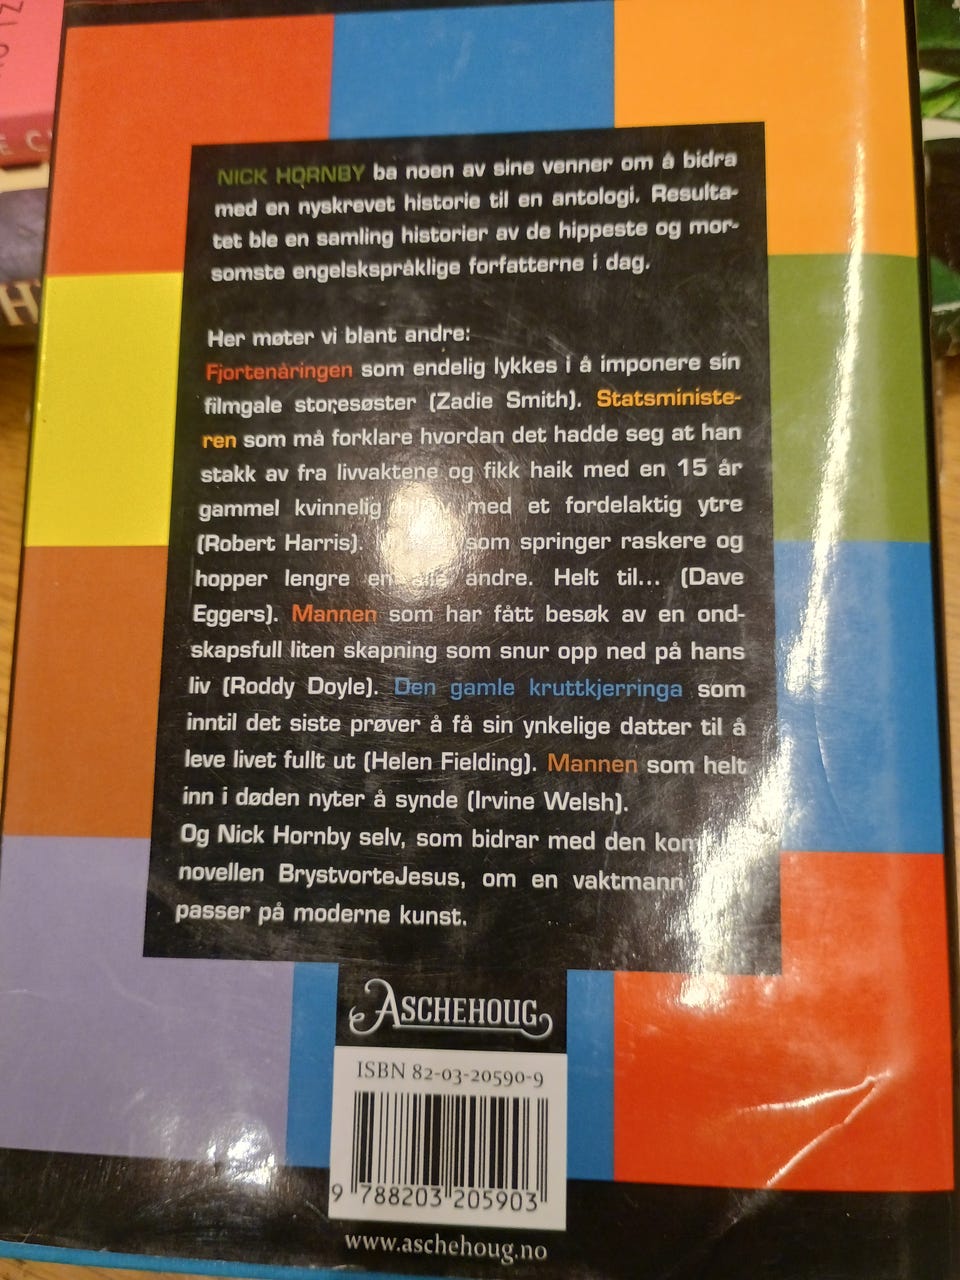 NICK HORNBY ba noen av sine venner om å bidra
med en nyskrevet historie til en antologi. Resulta-
tet ble en samling historier av de hippeste og mor-
somste engelskspråklige forfatterne i dag.
Her møter vi blant andre:
Fjortenåringen som endelig lykkes i å imponere sin
filmgale storesøster (Zadie Smith). Statsministe-
ren som må forklare hvordan det hadde seg at han
stakk av fra livvaktene og fikk haik med en 15 år
gammel kvinnelig med et fordelaktig ytre
(Robert Harris). som springer raskere og
hopper lengre enn alle andre. Helt til... (Dave
Eggers). Mannen som har fått besøk av en ond-
skapsfull liten skapning som snur opp ned på hans
liv (Roddy Doyle). Den gamle kruttkjerringa som
inntil det siste prøver å få sin ynkelige datter til å
leve livet fullt ut (Helen Fielding). Mannen som helt
inn i døden nyter å synde (Irvine Welsh).
Og Nick Hornby selv, som bidrar med den
novellen BrystvorteJesus, om en vaktmann
passer på moderne kunst.
ASCHEHOUG
ISBN 82-03-20590-9
9 788203 205903
www.aschehoug.no